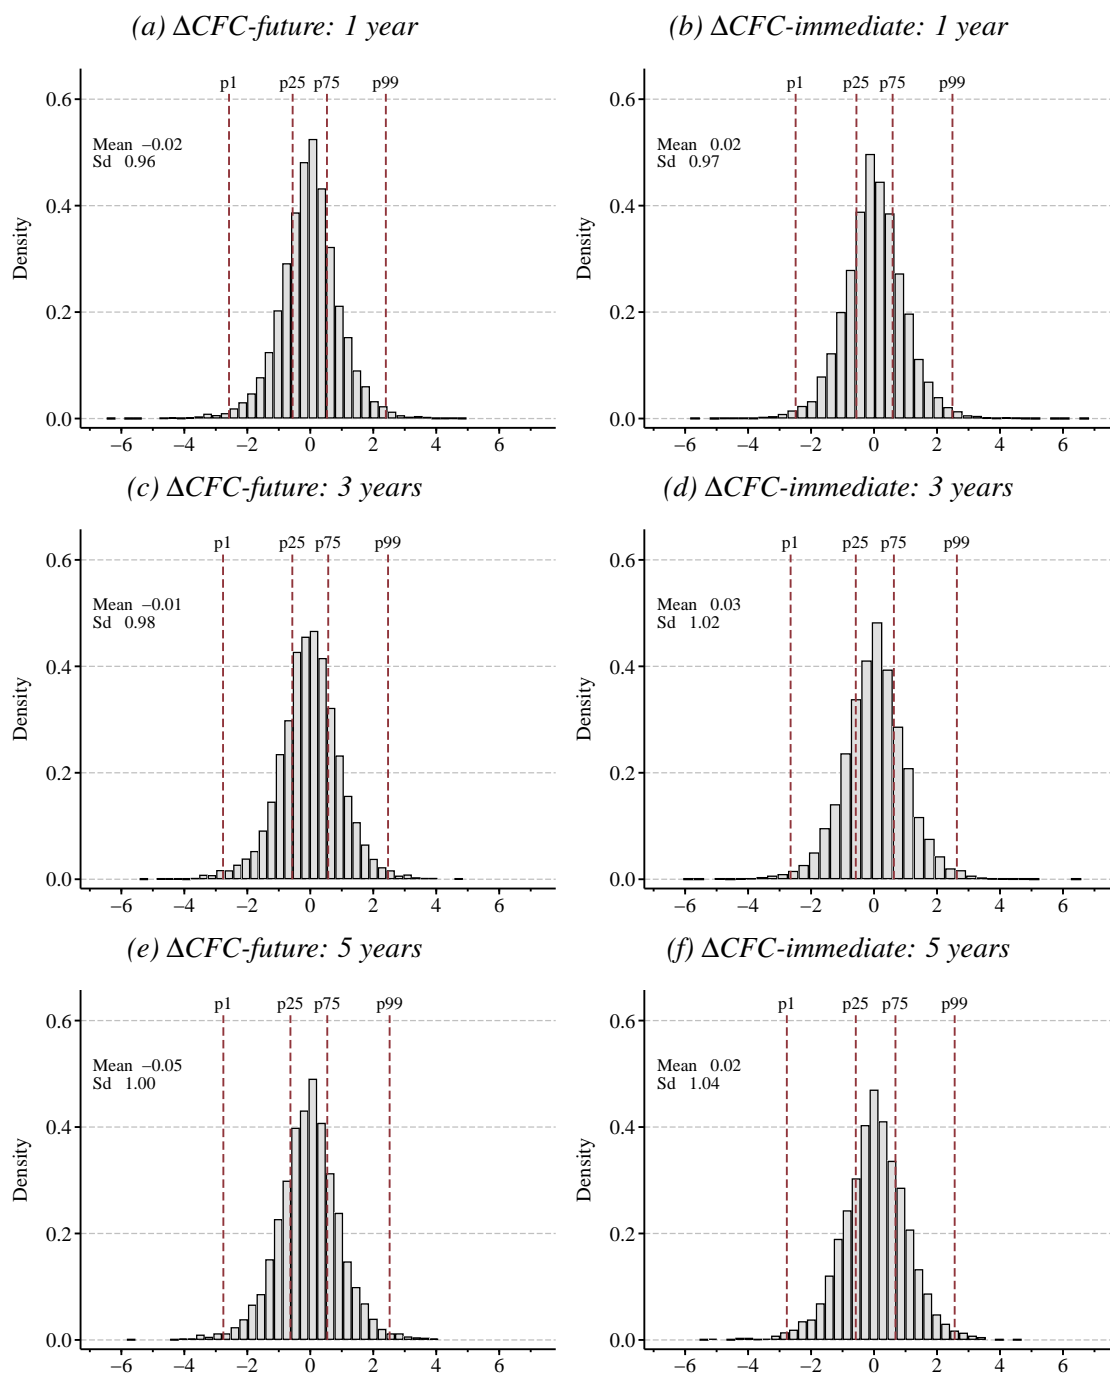 (a) ΔCFC-future: 1 year
p1 p25 p75 p99
0.6
Mean −0.02
Sd 0.96
0.4
Density
0.2
0.0
−6 −4 −2 0 2 4 6
(b) ΔCFC-immediate: 1 year
p1 p25 p75 p99
0.6
Mean 0.02
Sd 0.97
0.4
Density
0.2
0.0
−6 −4 −2 0 2 4 6
(c) ΔCFC-future: 3 years
p1 p25 p75 p99
0.6
Mean −0.01
Sd 0.98
0.4
Density
0.2
0.0
−6 −4 −2 0 2 4 6
(d) ΔCFC-immediate: 3 years
p1 p25 p75 p99
0.6
Mean 0.03
Sd 1.02
0.4
Density
0.2
0.0
−6 −4 −2 0 2 4 6
(e) ΔCFC-future: 5 years
p1 p25 p75 p99
0.6
Mean −0.05
Sd 1.00
0.4
Density
0.2
0.0
−6 −4 −2 0 2 4 6
(f) ΔCFC-immediate: 5 years
p1 p25 p75 p99
0.6
Mean 0.02
Sd 1.04
0.4
Density
0.2
0.0
−6 −4 −2 0 2 4 6